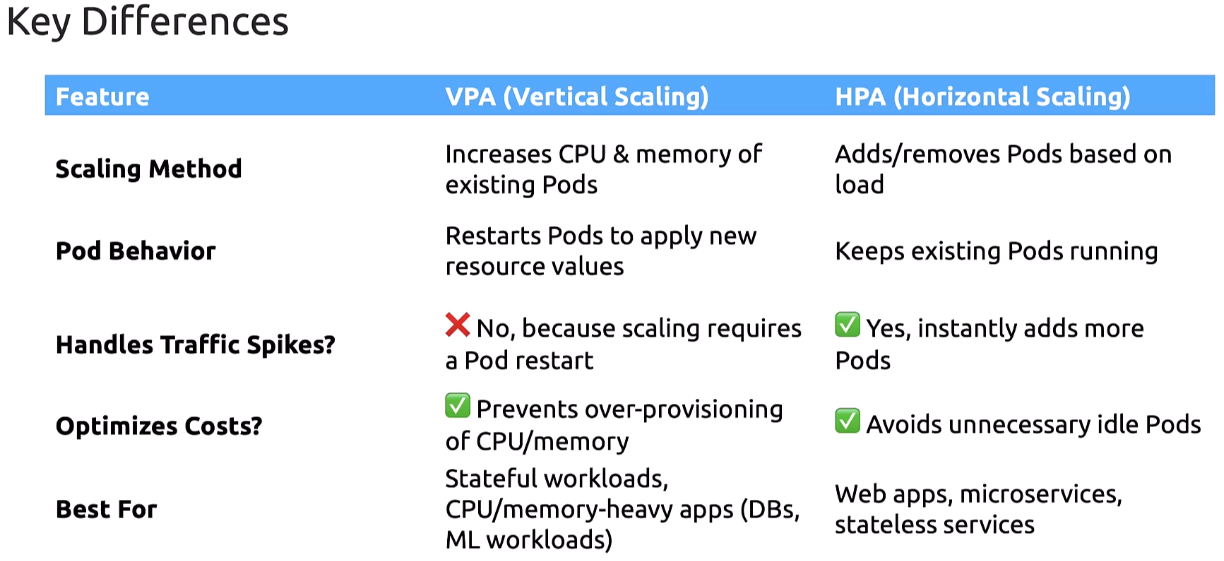 Key Differences
Feature VPA (Vertical Scaling) HPA (Horizontal Scaling)
Scaling Method
Increases CPU & memory of
existing Pods
Adds/removes Pods based on
load
Pod Behavior
Restarts Pods to apply new
resource values
Keeps existing Pods running
Handles Traffic Spikes?
❌ No, because scaling requires
a Pod restart
✅ Yes, instantly adds more
Pods
Optimizes Costs?
✅ Prevents over-provisioning
of CPU/memory
✅ Avoids unnecessary idle Pods
Best For
Stateful workloads,
CPU/memory-heavy apps (DBs,
ML workloads)
Web apps, microservices,
stateless services